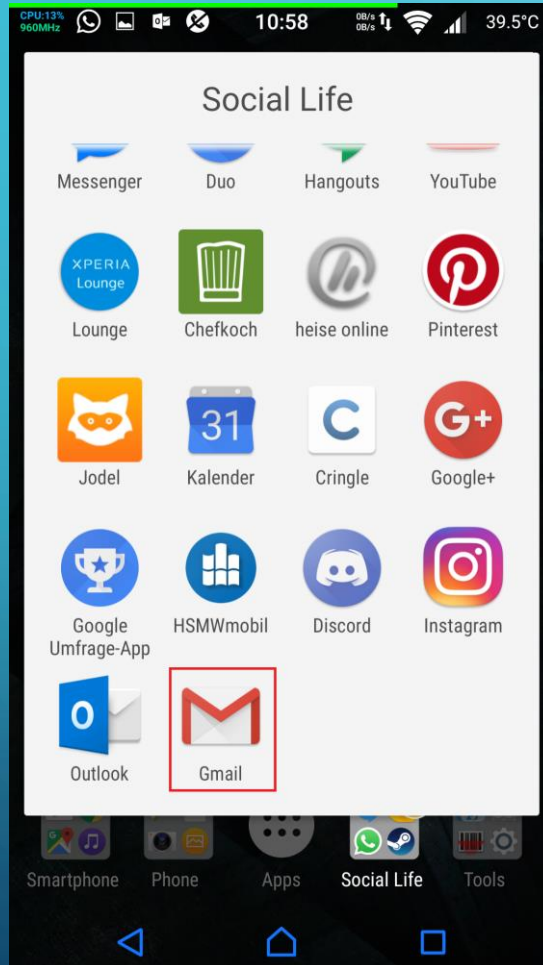 CPU:13%
960MHz
10:58
0B/s
0B/s
39.5°C
Social Life
Messenger Duo Hangouts YouTube
XPERIA
Lounge
Lounge Chefkoch heise online Pinterest
31
C
G+
Jodel Kalender Cringle Google+
Google
Umfrage-App HSMWmobil Discord Instagram
O
Outlook Gmail
Smartphone Phone Apps Social Life Tools